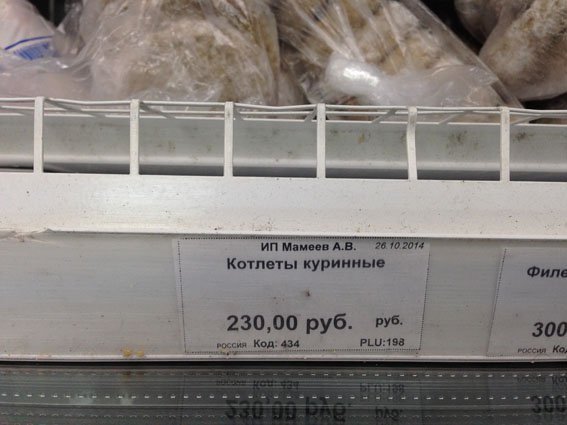 ИП Мамеев А.В. 26.10.2014
Котлеты куринные
230,00 руб. руб.
РОССИЯ Код: 434 PLU:198
Филе
300
РОССИЯ